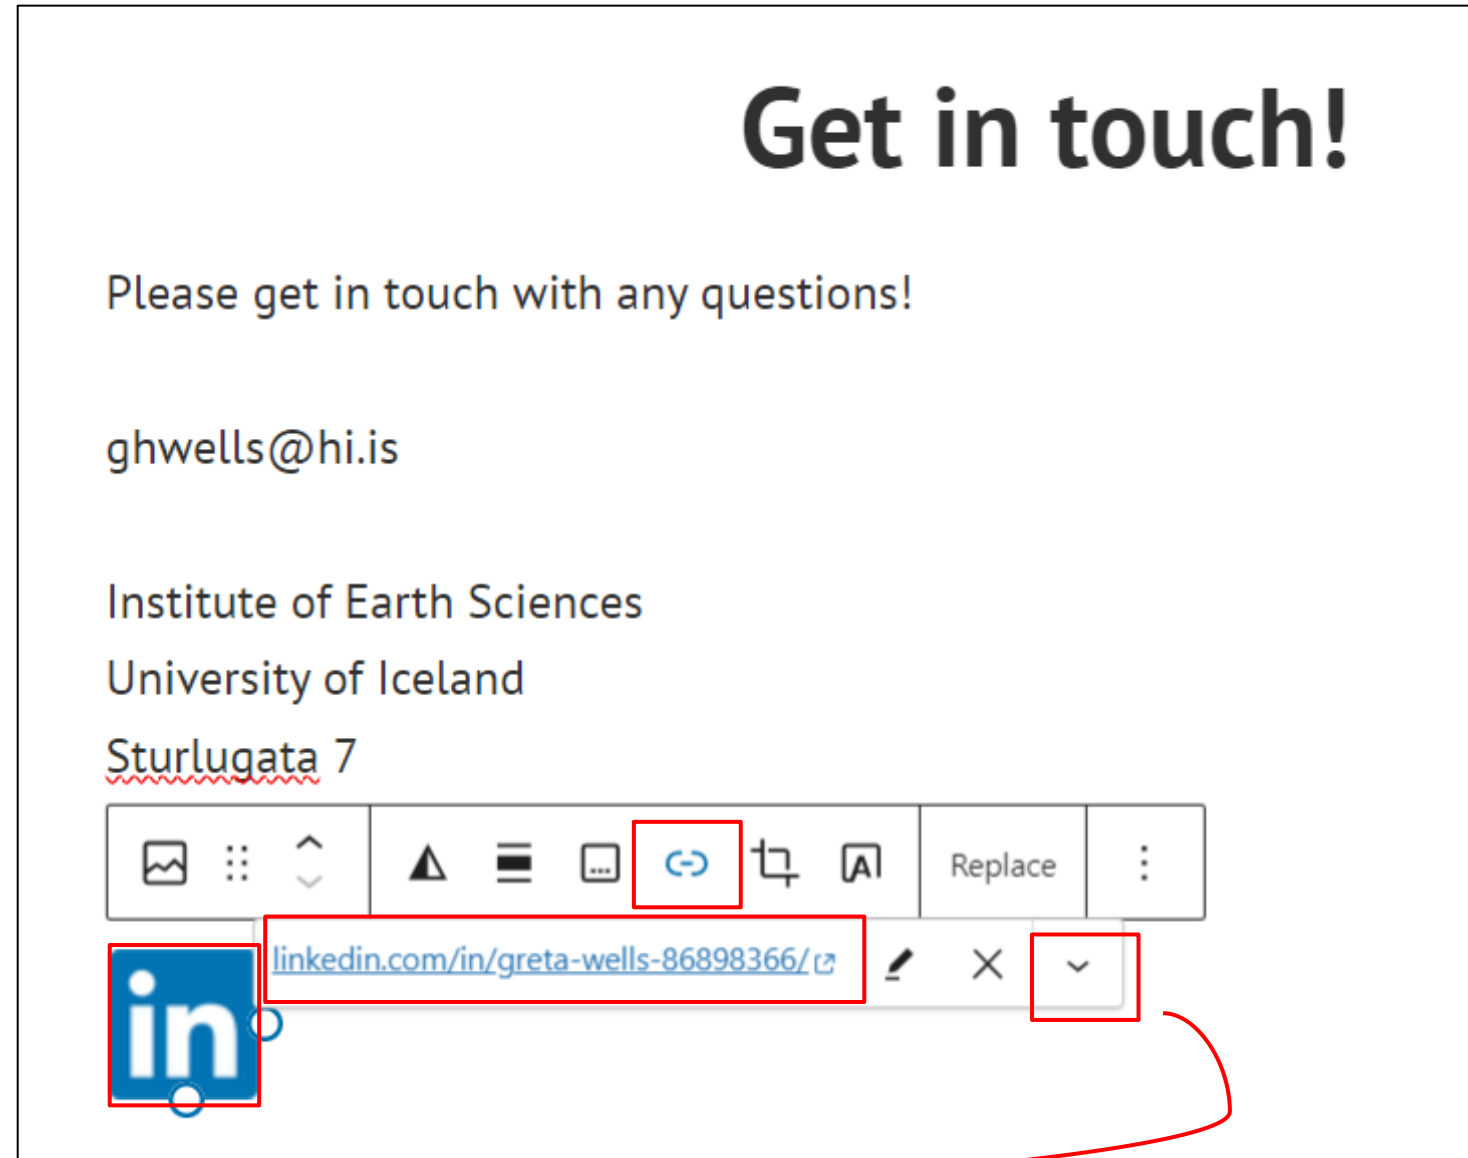 Get in touch!
Please get in touch with any questions!
ghwells@hi.is
Institute of Earth Sciences
University of Iceland
Sturlugata 7
A Replace
linkedin.com/in/greta-wells-86898366/
in